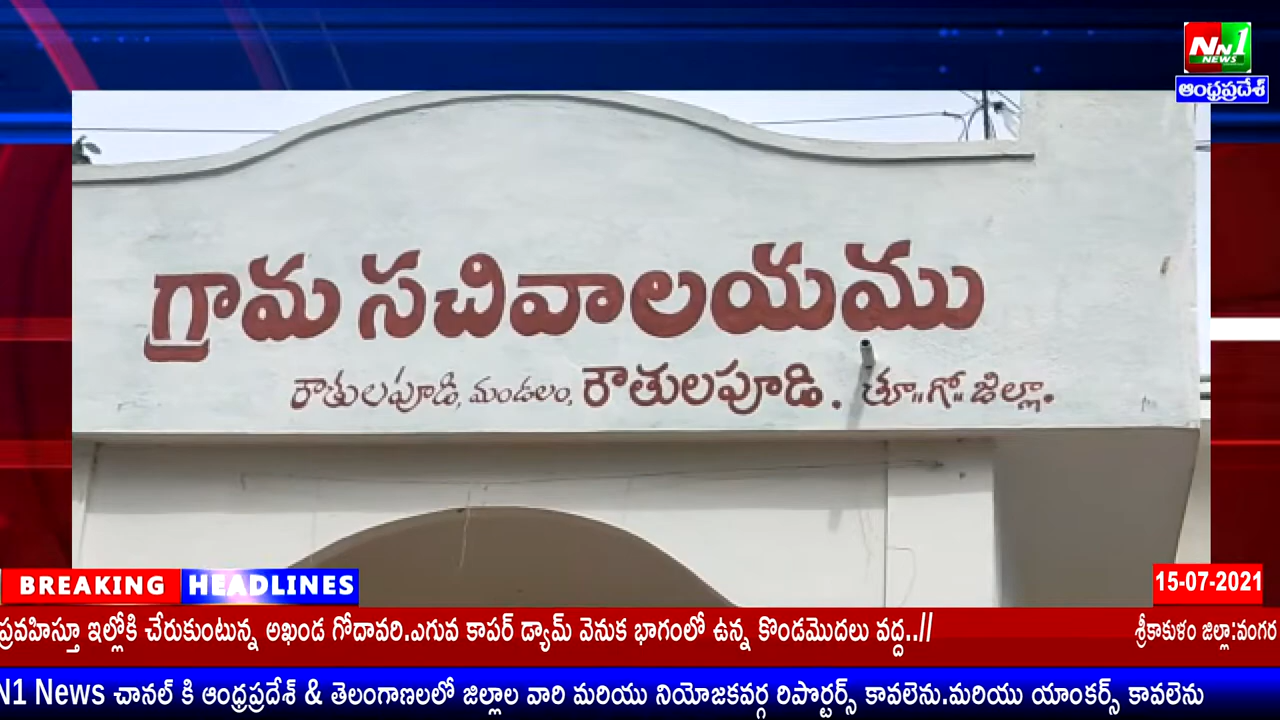 NN1
NEWS
ఆంధ్రప్రదేశ్
గ్రామ సచివాలయము
రౌతులపూడి, మండలం, రౌతులపూడి. తూ"గో" జిల్లా.
BREAKING HEADLINES
15-07-2021
ప్రవహిస్తూ ఇల్లోకి చేరుకుంటున్న అఖండ గోదావరి.ఎగువ కాపర్ డ్యామ్ వెనుక భాగంలో ఉన్న కొండమొదలు వద్ద..// శ్రీకాకుళం జిల్లా:వంగర
N1 News చానల్ కి ఆంధ్రప్రదేశ్ & తెలంగాణలలో జిల్లాల వారి మరియు నియోజకవర్గ రిపొర్టర్స్ కావలెను.మరియు యాంకర్స్ కావలెను